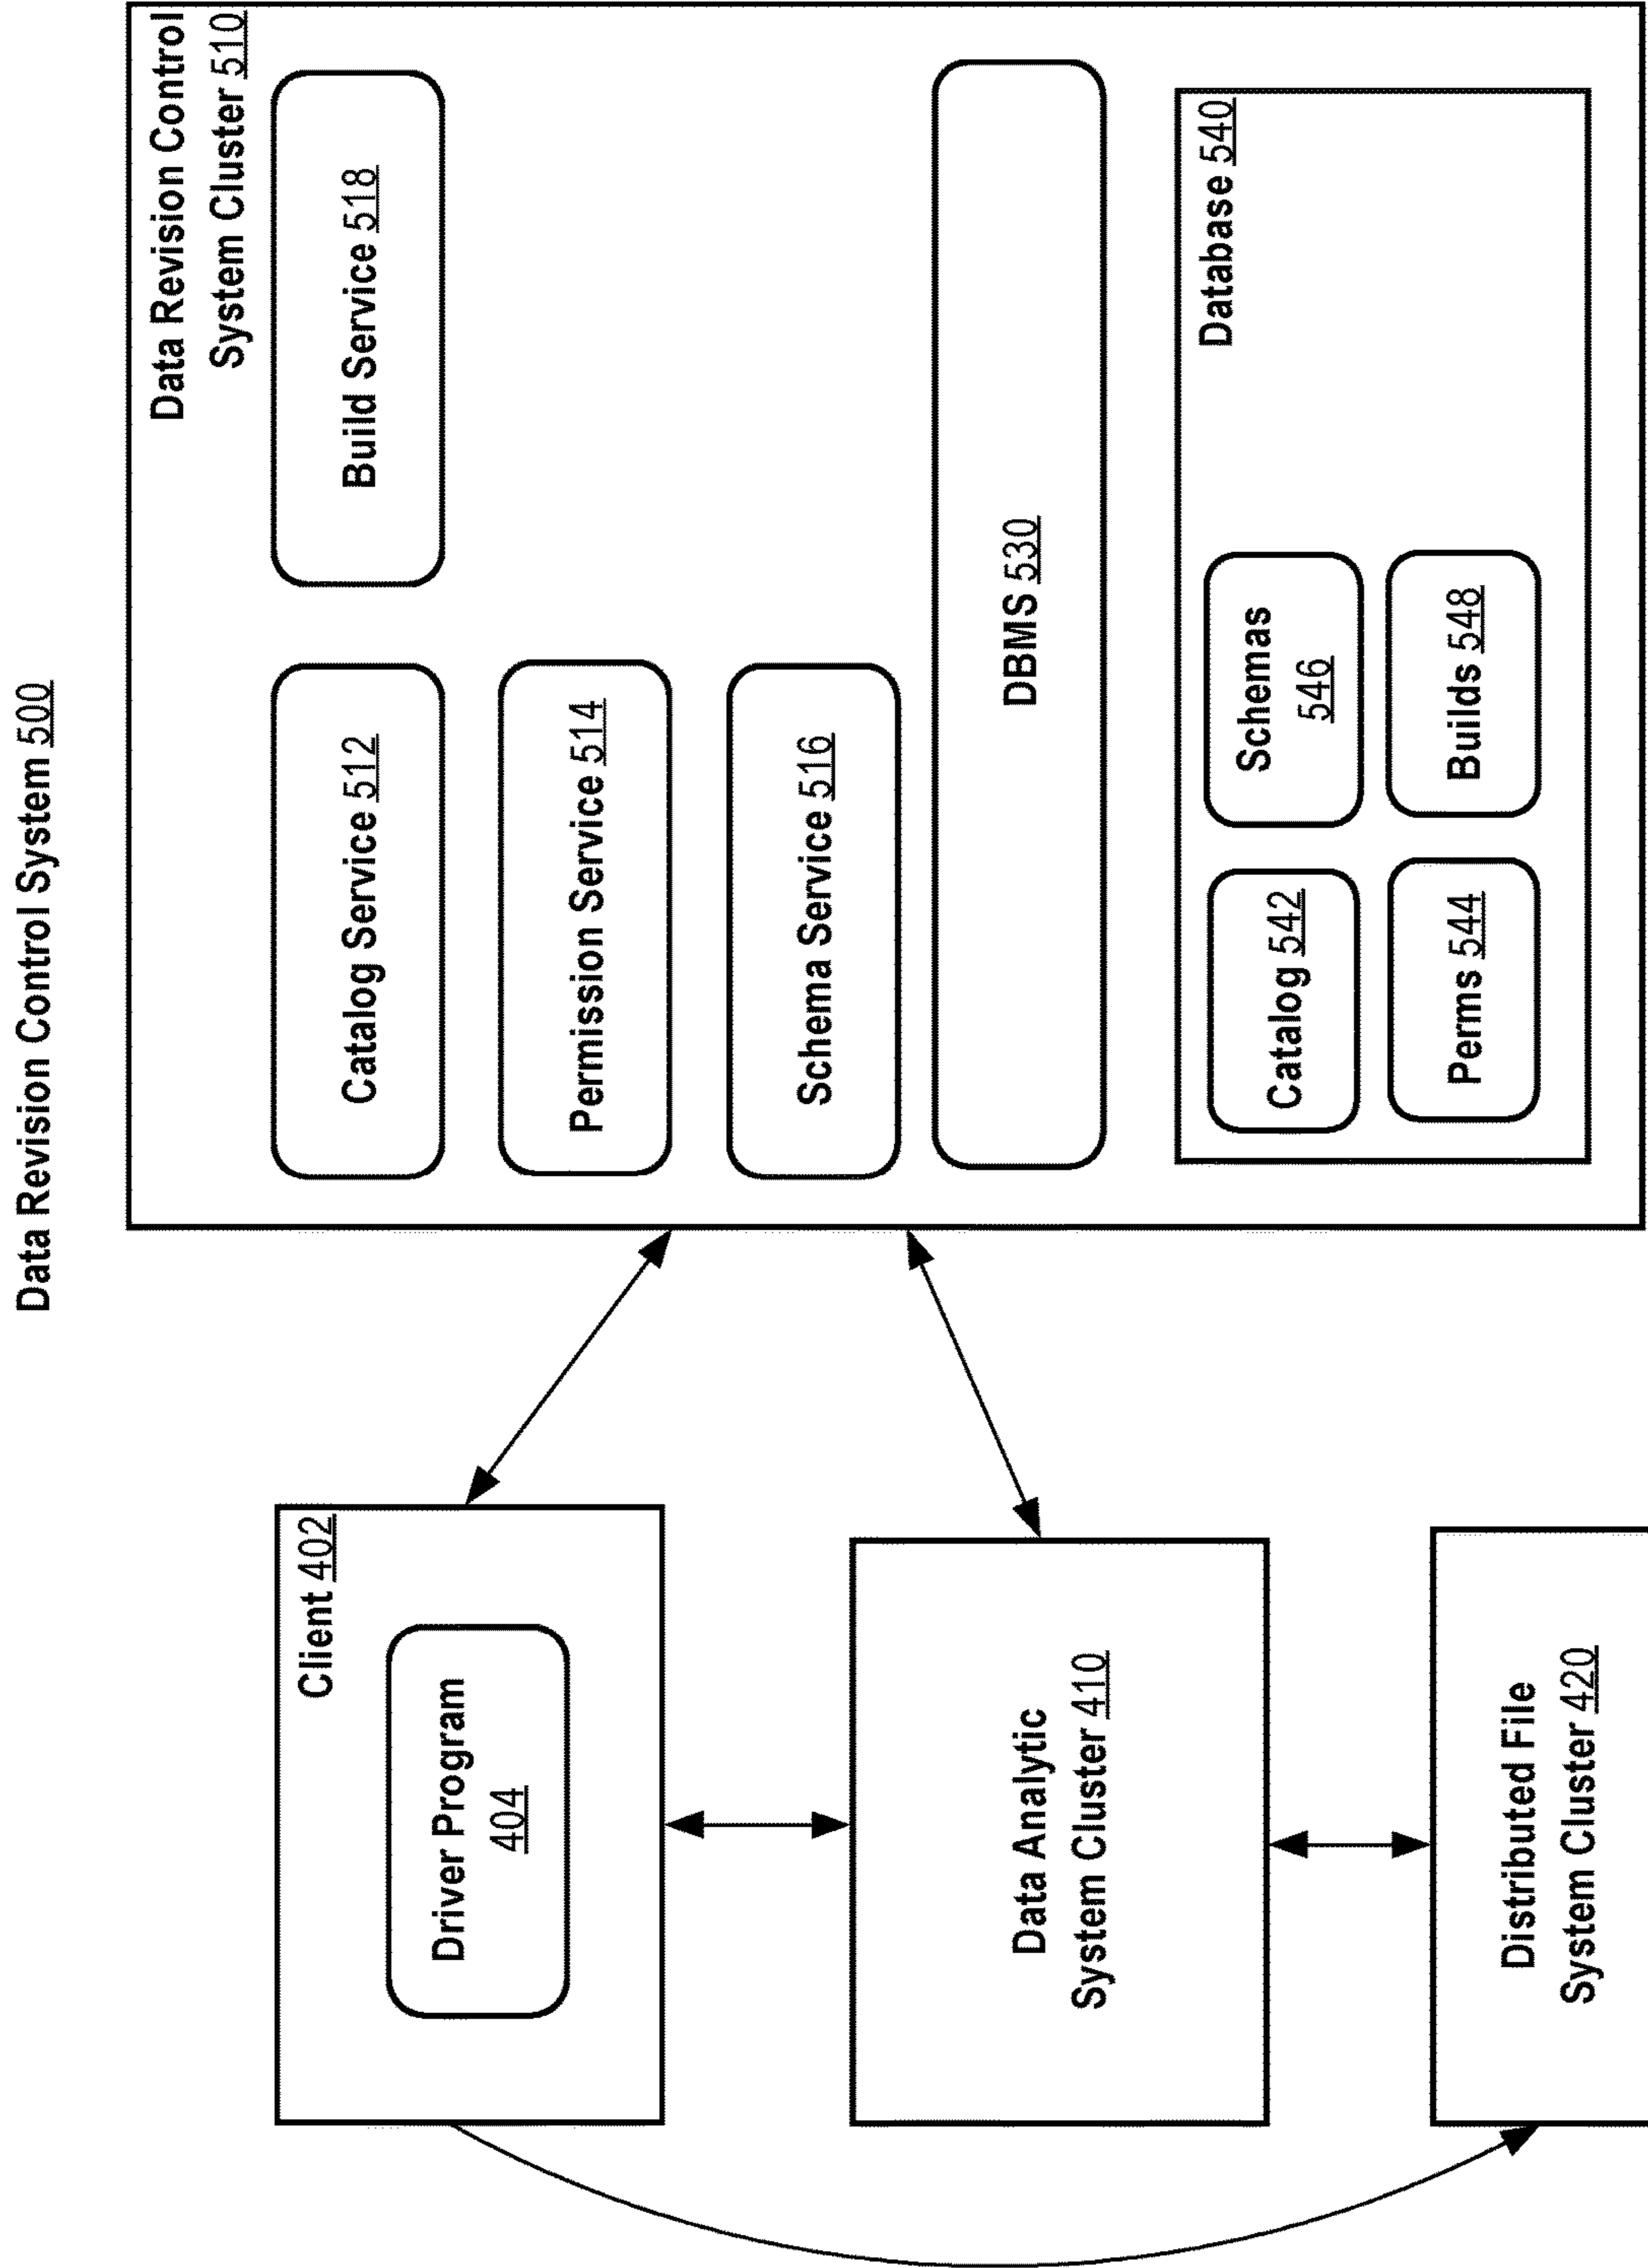 Data Revision Control System 500
Client 402
Driver Program
404
Data Analytic
System Cluster 410
Distributed File
System Cluster 420
Data Revision Control
System Cluster 510
Catalog Service 512
Build Service 518
Permission Service 514
Schema Service 516
DBMS 530
Database 540
Catalog 542
Schemas
546
Perms 544
Builds 548